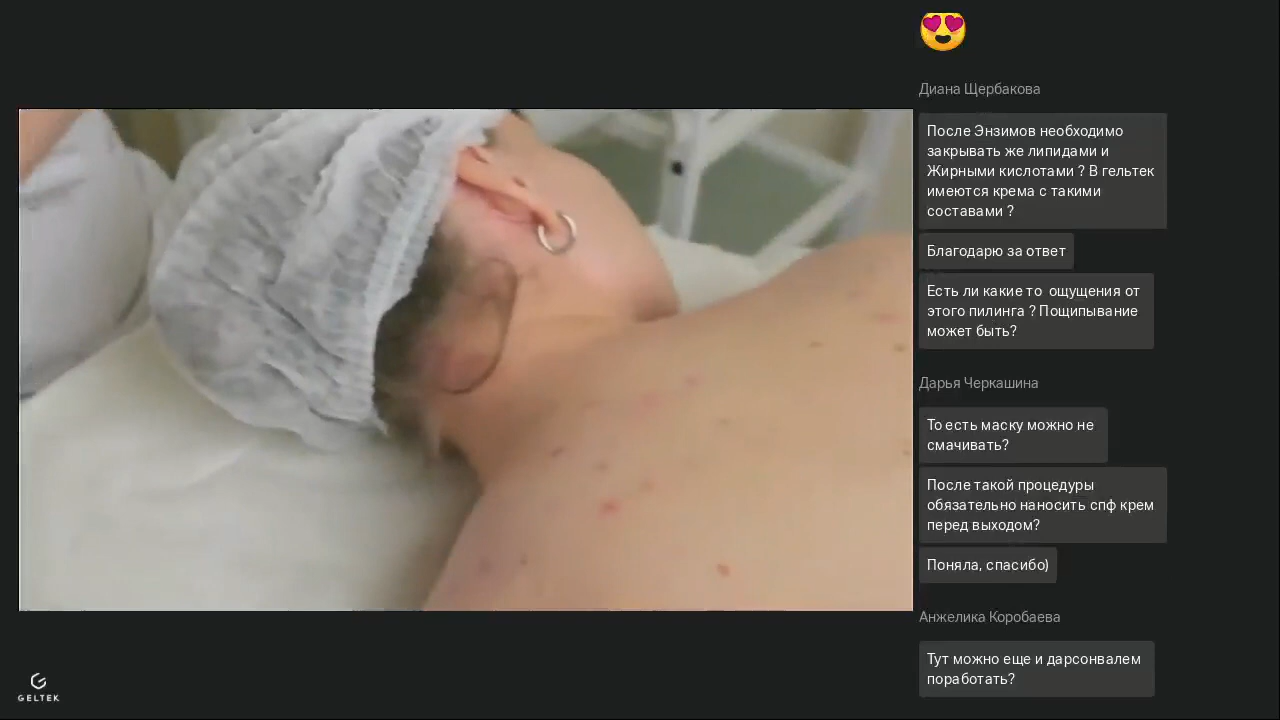 Диана Щербакова
После Энзимов необходимо
закрывать же липидами и
Жирными кислотами ? В гельтек
имеются крема с такими
составами ?
Благодарю за ответ
Есть ли какие то  ощущения от
этого пилинга ? Пощипывание
может быть?
Дарья Черкашина
То есть маску можно не
смачивать?
После такой процедуры
обязательно наносить спф крем
перед выходом?
Поняла, спасибо)
Анжелика Коробаева
Тут можно еще и дарсонвалем
поработать?
GELTEK